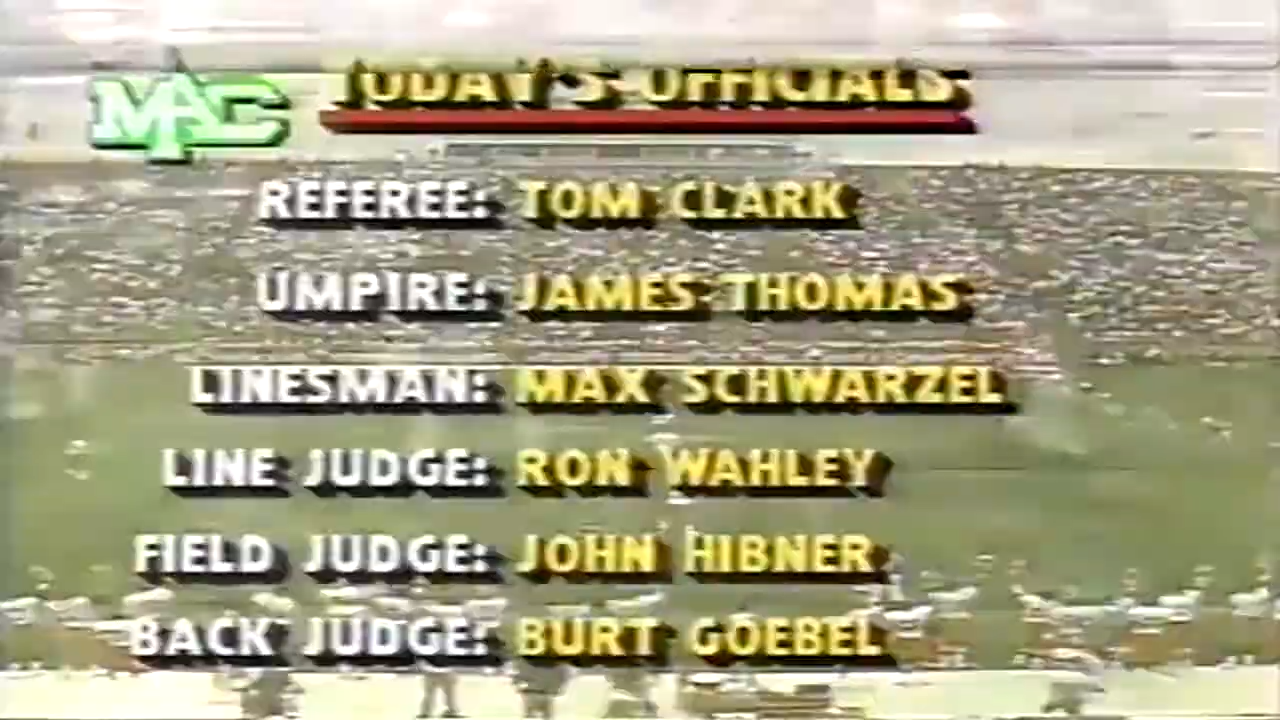 MAC
TODAY'S OFFICIALS
REFEREE: TOM CLARK
UMPIRE: JAMES THOMAS
LINESMAN: MAX SCHWARZEL
LINE JUDGE: RON WAHLEY
FIELD JUDGE: JOHN HIBNER
BACK JUDGE: BURT GOEBEL